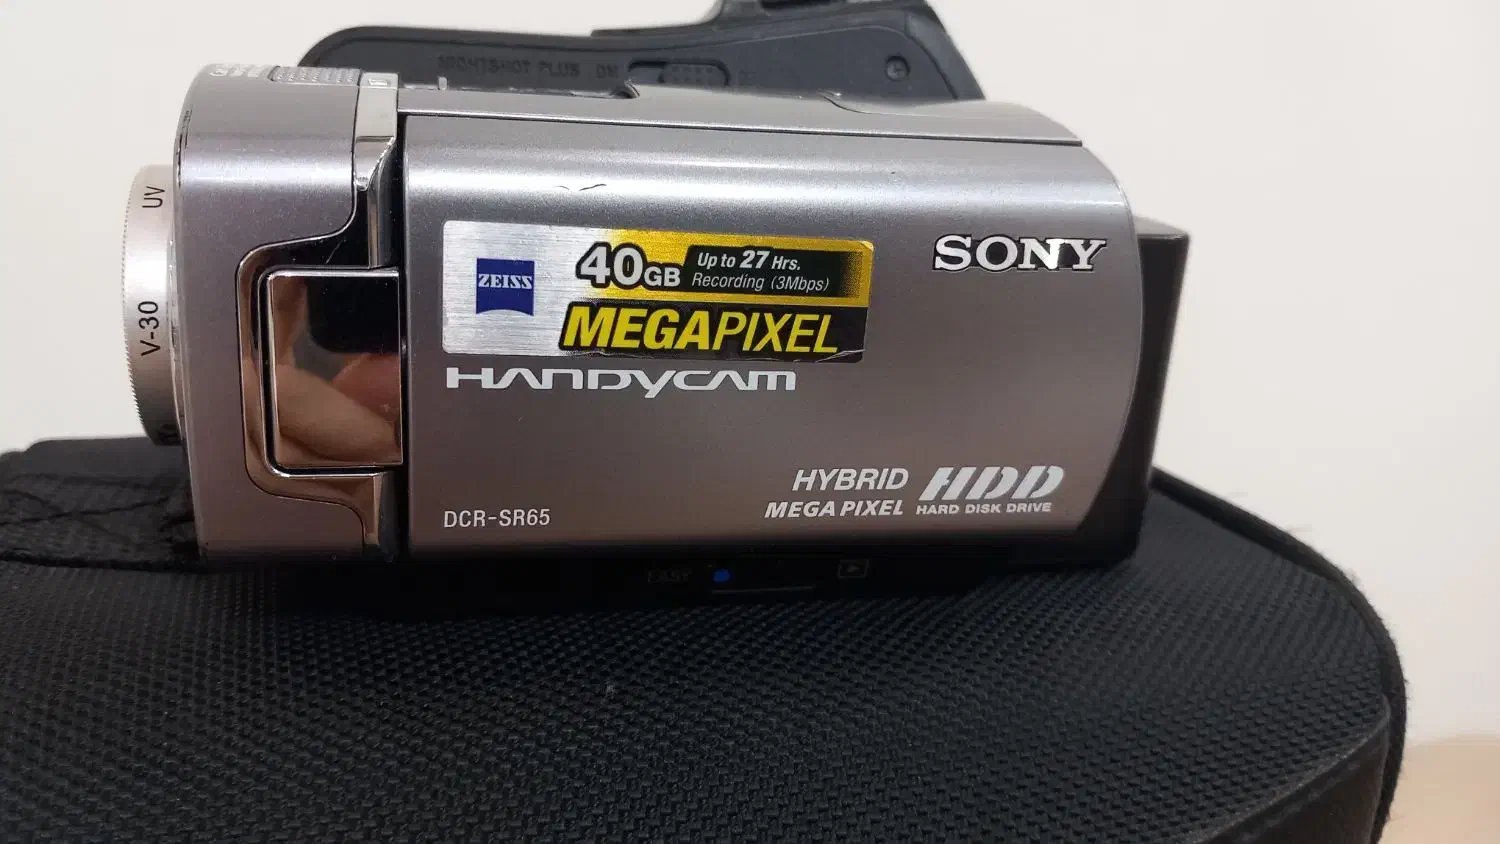 NIGHTSHOT PLUS ON
UV
V-30
ZEISS
40GB
Up to 27 Hrs.
Recording (3Mbps)
MEGAPIXEL
SONY
HANDYCAM
HYBRID
MEGA PIXEL
HDD
HARD DISK DRIVE
DCR-SR65
EASY